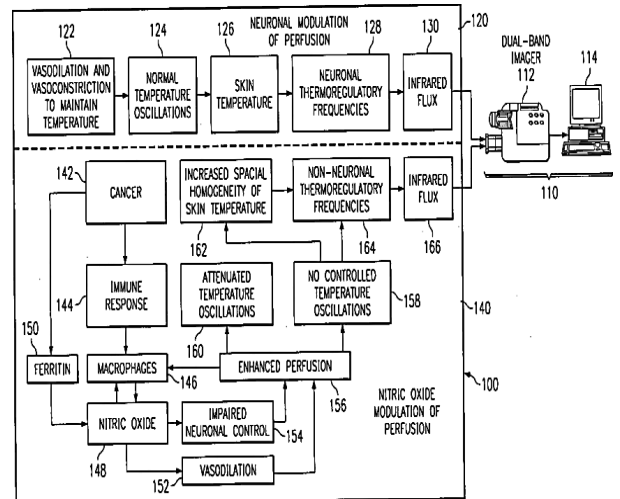 NEURONAL MODULATION
OF PERFUSION
120
122
124
126
128
130
DUAL-BAND
IMAGER
112
114
VASODILATION AND
VASOCONSTRICTION
TO MAINTAIN
TEMPERATURE
NORMAL
TEMPERATURE
OSCILLATIONS
SKIN
TEMPERATURE
NEURONAL
THERMOREGULATORY
FREQUENCIES
INFRARED
FLUX
110
142
CANCER
INCREASED SPACIAL
HOMOGENEITY OF
SKIN TEMPERATURE
162
NON-NEURONAL
THERMOREGULATORY
FREQUENCIES
164
INFRARED
FLUX
166
144
IMMUNE
RESPONSE
ATTENUATED
TEMPERATURE
OSCILLATIONS
160
NO CONTROLLED
TEMPERATURE
OSCILLATIONS
158
140
150
FERRITIN
MACROPHAGES
146
ENHANCED PERFUSION
156
100
NITRIC OXIDE
148
IMPAIRED
NEURONAL CONTROL
154
NITRIC OXIDE
MODULATION OF
PERFUSION
VASODILATION
152